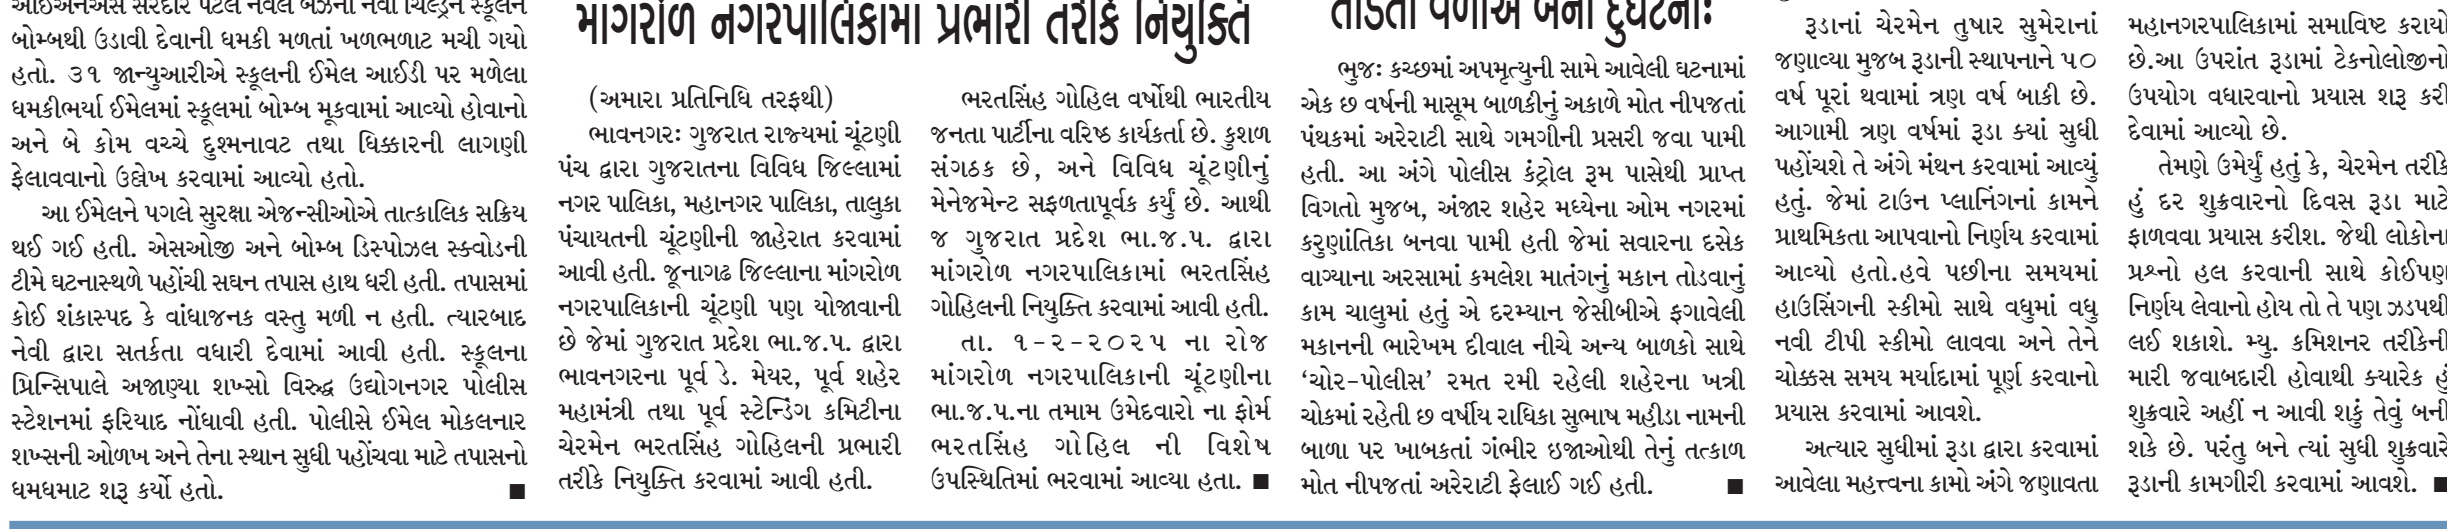 આઈએનએસ સરદાર પટેલ નેવલ બેઝની નેવી ચિલ્ડ્રન સ્કૂલને
બોમ્બથી ઉડાવી દેવાની ધમકી મળતાં ખળભળાટ મચી ગયો
હતો. ૩૧ જાન્યુઆરીએ સ્કૂલની ઈમેલ આઈડી પર મળેલા
ધમકીભર્યા ઈમેલમાં સ્કૂલમાં બોમ્બ મૂકવામાં આવ્યો હોવાનો
અને બે કોમ વચ્ચે દુશ્મનાવટ તથા ધિક્કારની લાગણી
ફેલાવવાનો ઉલ્લેખ કરવામાં આવ્યો હતો.
આ ઈમેલને પગલે સુરક્ષા એજન્સીઓએ તાત્કાલિક સક્રિય
થઈ ગઈ હતી. એસઓજી અને બોમ્બ ડિસ્પોઝલ સ્ક્વોડની
ટીમે ઘટનાસ્થળે પહોંચી સઘન તપાસ હાથ ધરી હતી. તપાસમાં
કોઈ શંકાસ્પદ કે વાંધાજનક વસ્તુ મળી ન હતી. ત્યારબાદ
નેવી દ્વારા સતર્કતા વધારી દેવામાં આવી હતી. સ્કૂલના
પ્રિન્સિપાલે અજાણ્યા શખ્સો વિરુદ્ધ ઉદ્યોગનગર પોલીસ
સ્ટેશનમાં ફરિયાદ નોંધાવી હતી. પોલીસે ઈમેલ મોકલનાર
શખ્સની ઓળખ અને તેના સ્થાન સુધી પહોંચવા માટે તપાસનો
ધમધમાટ શરૂ કર્યો હતો. ■
માંગરોળ નગરપાલિકામાં પ્રભારી તરીકે નિયુક્તિ
(અમારા પ્રતિનિધિ તરફથી)
ભાવનગરઃ ગુજરાત રાજ્યમાં ચૂંટણી
પંચ દ્વારા ગુજરાતના વિવિધ જિલ્લામાં
નગર પાલિકા, મહાનગર પાલિકા, તાલુકા
પંચાયતની ચૂંટણીની જાહેરાત કરવામાં
આવી હતી. જૂનાગઢ જિલ્લાના માંગરોળ
નગરપાલિકાની ચૂંટણી પણ યોજાવાની
છે જેમાં ગુજરાત પ્રદેશ ભા.જ.પ. દ્વારા
ભાવનગરના પૂર્વ ડે. મેયર, પૂર્વ શહેર
મહામંત્રી તથા પૂર્વ સ્ટેન્ડિંગ કમિટીના
ચેરમેન ભરતસિંહ ગોહિલની પ્રભારી
તરીકે નિયુક્તિ કરવામાં આવી હતી.
ભરતસિંહ ગોહિલ વર્ષોથી ભારતીય
જનતા પાર્ટીના વરિષ્ઠ કાર્યકર્તા છે. કુશળ
સંગઠક છે, અને વિવિધ ચૂંટણીનું
મેનેજમેન્ટ સફળતાપૂર્વક કર્યું છે. આથી
જ ગુજરાત પ્રદેશ ભા.જ.પ. દ્વારા
માંગરોળ નગરપાલિકામાં ભરતસિંહ
ગોહિલની નિયુક્તિ કરવામાં આવી હતી.
તા. ૧-૨-૨૦૨૫ ના રોજ
માંગરોળ નગરપાલિકાની ચૂંટણીના
ભા.જ.પ.ના તમામ ઉમેદવારો ના ફોર્મ
ભરતસિંહ ગોહિલ ની વિશેષ
ઉપસ્થિતિમાં ભરવામાં આવ્યા હતા. ■
તોડતી વેળાએ બની દુર્ઘટનાઃ
ભુજઃ કચ્છમાં અપમૃત્યુની સામે આવેલી ઘટનામાં
એક છ વર્ષની માસૂમ બાળકીનું અકાળે મોત નીપજતાં
પંથકમાં અરેરાટી સાથે ગમગીની પ્રસરી જવા પામી
હતી. આ અંગે પોલીસ કંટ્રોલ રૂમ પાસેથી પ્રાપ્ત
વિગતો મુજબ, અંજાર શહેર મધ્યેના ઓમ નગરમાં
કરુણાંતિકા બનવા પામી હતી જેમાં સવારના દસેક
વાગ્યાના અરસામાં કમલેશ માતંગનું મકાન તોડવાનું
કામ ચાલુમાં હતું એ દરમ્યાન જેસીબીએ ફગાવેલી
મકાનની ભારેખમ દીવાલ નીચે અન્ય બાળકો સાથે
‘ચોર-પોલીસ’ રમત રમી રહેલી શહેરના ખત્રી
ચોકમાં રહેતી છ વર્ષીય રાધિકા સુભાષ મહીડા નામની
બાળા પર ખાબકતાં ગંભીર ઇજાઓથી તેનું તત્કાળ
મોત નીપજતાં અરેરાટી ફેલાઈ ગઈ હતી. ■
રૂડાનાં ચેરમેન તુષાર સુમેરાનાં
જણાવ્યા મુજબ રૂડાની સ્થાપનાને ૫૦
વર્ષ પૂરાં થવામાં ત્રણ વર્ષ બાકી છે.
આગામી ત્રણ વર્ષમાં રૂડા ક્યાં સુધી
પહોંચશે તે અંગે મંથન કરવામાં આવ્યું
હતું. જેમાં ટાઉન પ્લાનિંગનાં કામને
પ્રાથમિકતા આપવાનો નિર્ણય કરવામાં
આવ્યો હતો.હવે પછીના સમયમાં
હાઉસિંગની સ્કીમો સાથે વધુમાં વધુ
નવી ટીપી સ્કીમો લાવવા અને તેને
ચોક્કસ સમય મર્યાદામાં પૂર્ણ કરવાનો
પ્રયાસ કરવામાં આવશે.
અત્યાર સુધીમાં રૂડા દ્વારા કરવામાં
આવેલા મહત્ત્વના કામો અંગે જણાવતા
મહાનગરપાલિકામાં સમાવિષ્ટ કરાયો
છે.આ ઉપરાંત રૂડામાં ટેકનોલોજીનો
ઉપયોગ વધારવાનો પ્રયાસ શરૂ કરી
દેવામાં આવ્યો છે.
તેમણે ઉમેર્યું હતું કે, ચેરમેન તરીકે
હું દર શુક્રવારનો દિવસ રૂડા માટે
ફાળવવા પ્રયાસ કરીશ. જેથી લોકોના
પ્રશ્નો હલ કરવાની સાથે કોઈપણ
નિર્ણય લેવાનો હોય તો તે પણ ઝડપથી
લઈ શકાશે. મ્યુ. કમિશનર તરીકેની
મારી જવાબદારી હોવાથી ક્યારેક હું
શુક્રવારે અહીં ન આવી શકું તેવું બની
શકે છે. પરંતુ બને ત્યાં સુધી શુક્રવારે
રૂડાની કામગીરી કરવામાં આવશે. ■